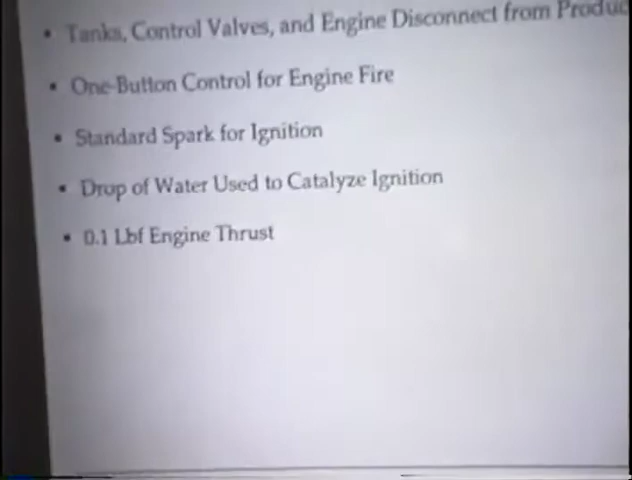 • Tanks, Control Valves, and Engine Disconnect from Produc
• One-Button Control for Engine Fire
• Standard Spark for Ignition
• Drop of Water Used to Catalyze Ignition
• 0.1 Lbf Engine Thrust